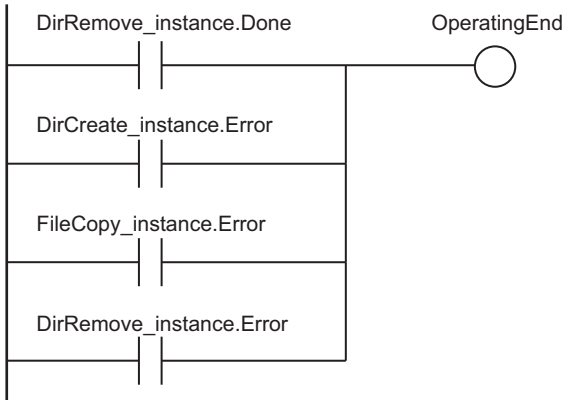 DirRemove_instance.Done
OperatingEnd
DirCreate_instance.Error
FileCopy_instance.Error
DirRemove_instance.Error